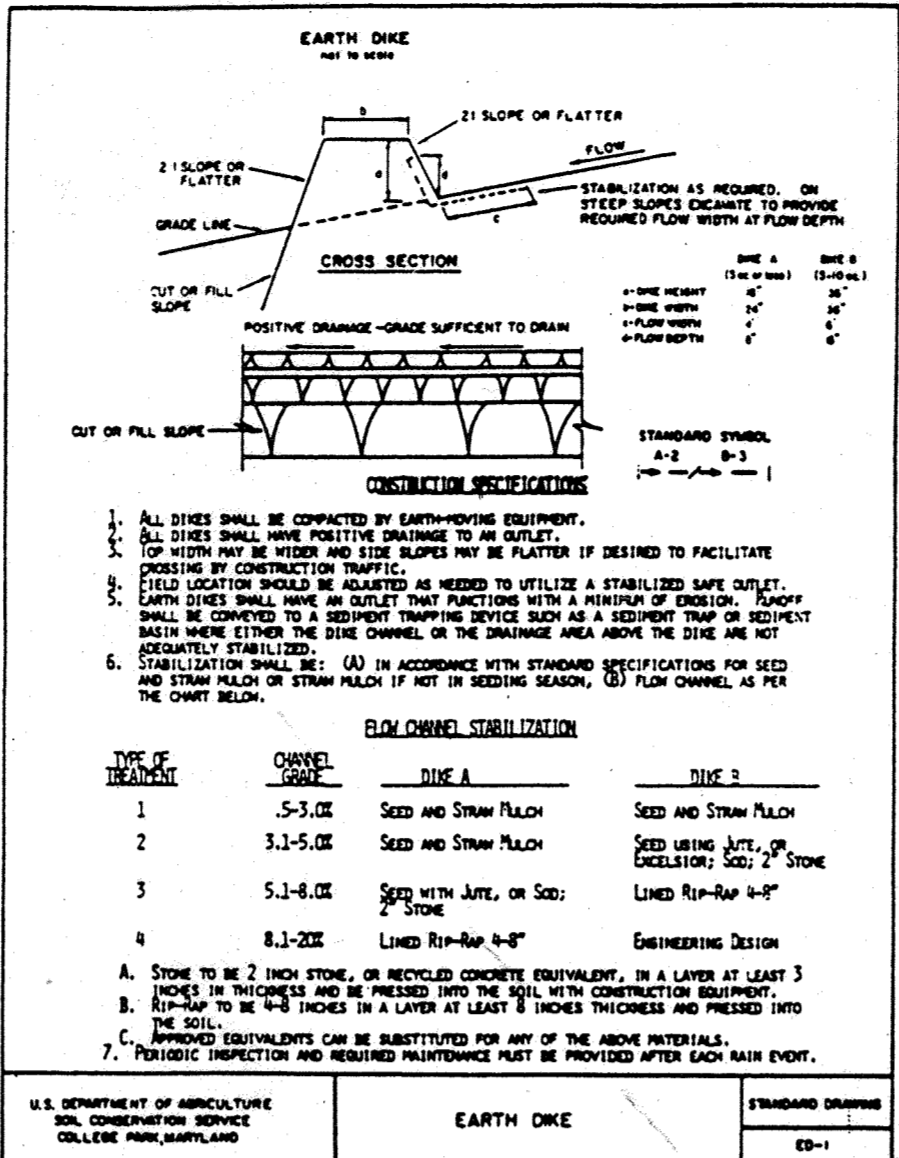 EARTH DIKE
not to scale
b
2:1 SLOPE OR FLATTER
FLOW
2:1 SLOPE OR
FLATTER
a
d
STABILIZATION AS REQUIRED. ON
STEEP SLOPES EXCAVATE TO PROVIDE
REQUIRED FLOW WIDTH AT FLOW DEPTH
c
GRADE LINE
CROSS SECTION
CUT OR FILL
SLOPE
DIKE A DIKE B
(5 ac. or less) (5-10 ac.)
a-DIKE HEIGHT 18" 36"
b-DIKE WIDTH 24" 36"
c-FLOW WIDTH 4' 6'
d-FLOW DEPTH 8"
POSITIVE DRAINAGE-GRADE SUFFICENT TO DRAIN
CUT OR FILL SLOPE
STANDARD SYMBOL
A-2 B-3
CONSTRUCTION SPECIFICATIONS
1. ALL DIKES SHALL BE COMPACTED BY EARTH-MOVING EQUIPMENT.
2. ALL DIKES SHALL HAVE POSITIVE DRAINAGE TO AN OUTLET.
3. TOP WIDTH MAY BE WIDER AND SIDE SLOPES MAY BE FLATTER IF DESIRED TO FACILITATE
CROSSING BY CONSTRUCTION TRAFFIC.
4. FIELD LOCATION SHOULD BE ADJUSTED AS NEEDED TO UTILIZE A STABILIZED SAFE OUTLET.
5. EARTH DIKES SHALL HAVE AN OUTLET THAT FUNCTIONS WITH A MINIMUM OF EROSION. RUNOFF
SHALL BE CONVEYED TO A SEDIMENT TRAPPING DEVICE SUCH AS A SEDIMENT TRAP OR SEDIMENT
BASIN WHERE EITHER THE DIKE CHANNEL OR THE DRAINAGE AREA ABOVE THE DIKE ARE NOT
ADEQUATELY STABILIZED.
6. STABILIZATION SHALL BE: (A) IN ACCORDANCE WITH STANDARD SPECIFICATIONS FOR SEED
AND STRAW MULCH OR STRAW MULCH IF NOT IN SEEDING SEASON, (B) FLOW CHANNEL AS PER
THE CHART BELOW.
FLOW CHANNEL STABILIZATION
TYPE OF TREATMENT CHANNEL GRADE DIKE A DIKE B
1 .5-3.0% SEED AND STRAW MULCH SEED AND STRAW MULCH
2 3.1-5.0% SEED AND STRAW MULCH SEED USING JUTE, OR
EXCELSIOR; SOD; 2" STONE
3 5.1-8.0% SEED WITH JUTE, OR SOD; LINED RIP-RAP 4-8"
2" STONE
4 8.1-20% LINED RIP-RAP 4-8" ENGINEERING DESIGN
A. STONE TO BE 2 INCH STONE, OR RECYCLED CONCRETE EQUIVALENT, IN A LAYER AT LEAST 3
INCHES IN THICKNESS AND BE PRESSED INTO THE SOIL WITH CONSTRUCTION EQUIPMENT.
B. RIP-RAP TO BE 4-8 INCHES IN A LAYER AT LEAST 8 INCHES THICKNESS AND PRESSED INTO
THE SOIL.
C. APPROVED EQUIVALENTS CAN BE SUBSTITUTED FOR ANY OF THE ABOVE MATERIALS.
7. PERIODIC INSPECTION AND REQUIRED MAINTENANCE MUST BE PROVIDED AFTER EACH RAIN EVENT.
U.S. DEPARTMENT OF AGRICULTURE
SOIL CONSERVATION SERVICE
COLLEGE PARK, MARYLAND
EARTH DIKE
STANDARD DRAWING
ED-1